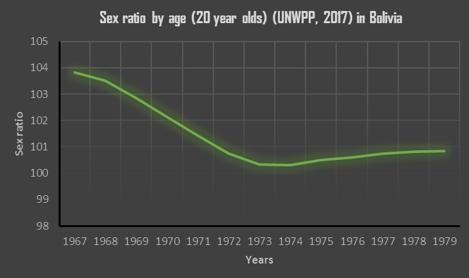 Sex ratio by age (20 year olds) (UNWPP, 2017) in Bolivia
105
104
103
102
101
100
99
98
Sex ratio
1967 1968 1969 1970 1971 1972 1973 1974 1975 1976 1977 1978 1979
Years